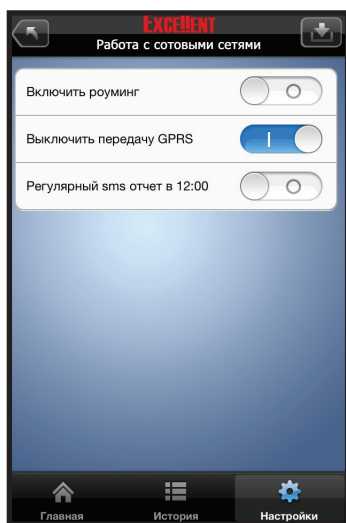 EXCELLENT
Работа с сотовыми сетями
Включить роуминг
Выключить передачу GPRS
Регулярный sms отчет в 12:00
Главная
История
Настройки